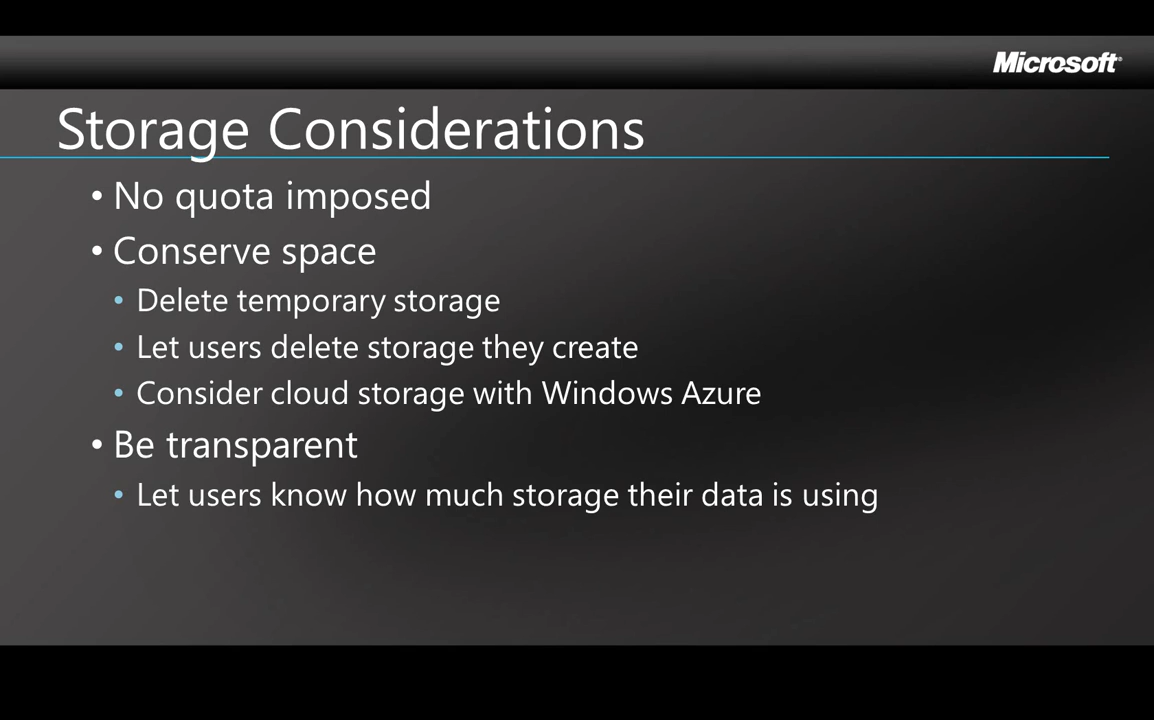 Microsoft®
Storage Considerations
• No quota imposed
• Conserve space
• Delete temporary storage
• Let users delete storage they create
• Consider cloud storage with Windows Azure
• Be transparent
• Let users know how much storage their data is using